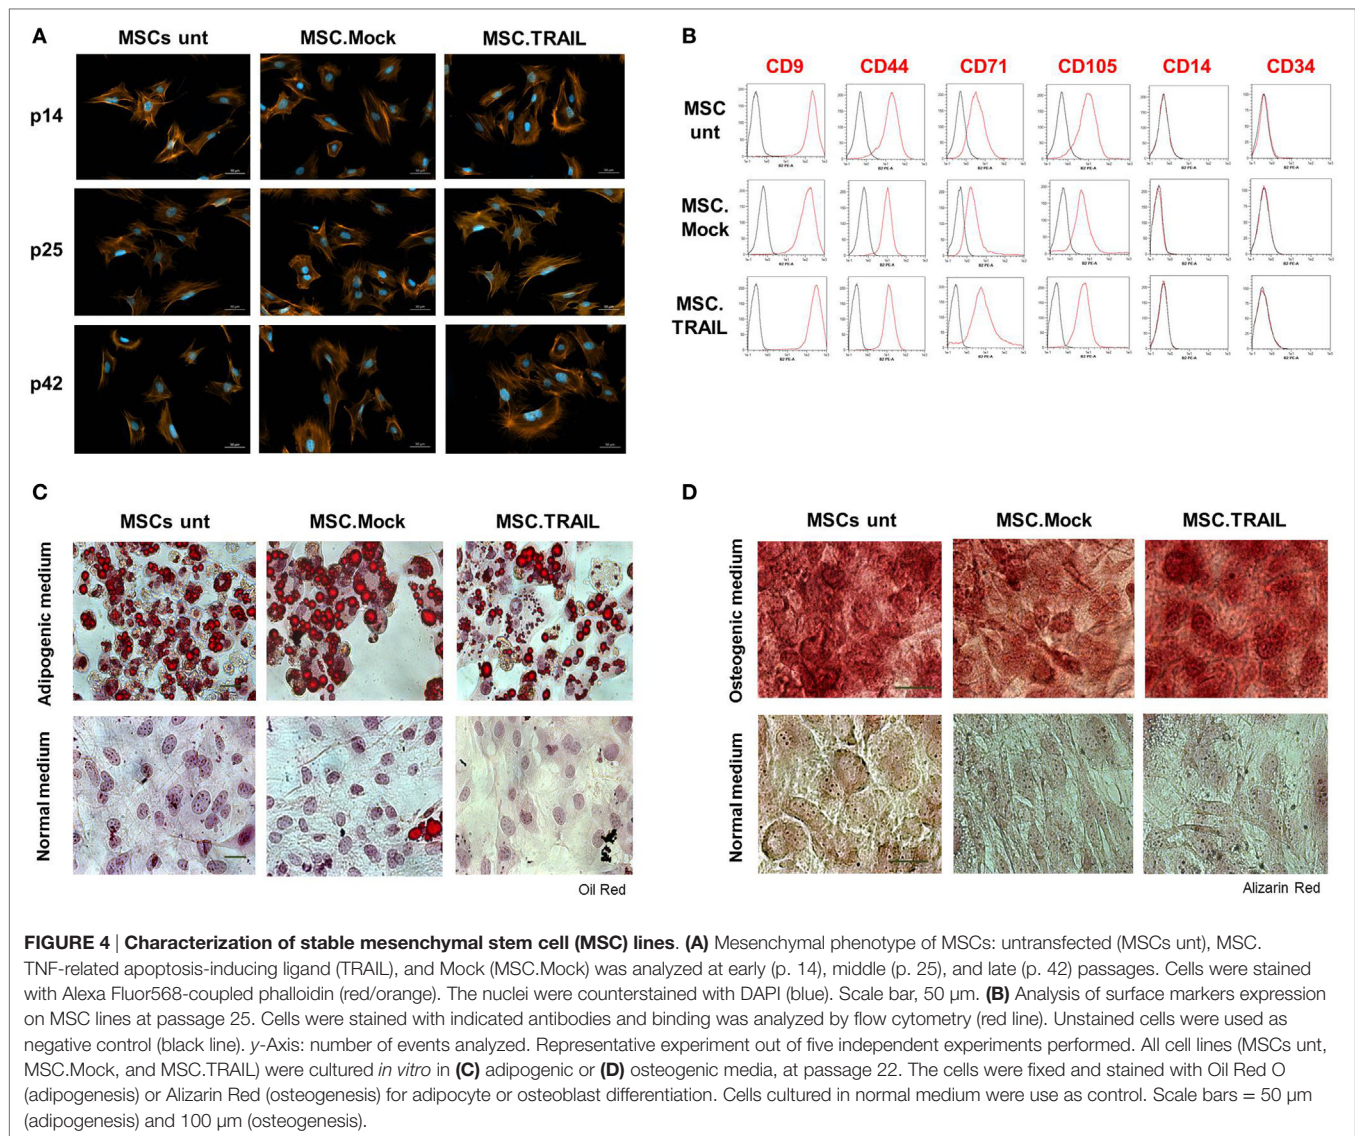 A
MSCs unt
MSC.Mock
MSC.TRAIL
p14
p25
p42
B
CD9
CD44
CD71
CD105
CD14
CD34
MSC
unt
MSC.
Mock
MSC.
TRAIL
C
MSCs unt
MSC.Mock
MSC.TRAIL
Adipogenic medium
Normal medium
Oil Red
D
MSCs unt
MSC.Mock
MSC.TRAIL
Osteogenic medium
Normal medium
Alizarin Red
FIGURE 4 | Characterization of stable mesenchymal stem cell (MSC) lines. (A) Mesenchymal phenotype of MSCs: untransfected (MSCs unt), MSC.
TNF-related apoptosis-inducing ligand (TRAIL), and Mock (MSC.Mock) was analyzed at early (p. 14), middle (p. 25), and late (p. 42) passages. Cells were stained
with Alexa Fluor568-coupled phalloidin (red/orange). The nuclei were counterstained with DAPI (blue). Scale bar, 50 µm. (B) Analysis of surface markers expression
on MSC lines at passage 25. Cells were stained with indicated antibodies and binding was analyzed by flow cytometry (red line). Unstained cells were used as
negative control (black line). y-Axis: number of events analyzed. Representative experiment out of five independent experiments performed. All cell lines (MSCs unt,
MSC.Mock, and MSC.TRAIL) were cultured in vitro in (C) adipogenic or (D) osteogenic media, at passage 22. The cells were fixed and stained with Oil Red O
(adipogenesis) or Alizarin Red (osteogenesis) for adipocyte or osteoblast differentiation. Cells cultured in normal medium were use as control. Scale bars = 50 µm
(adipogenesis) and 100 µm (osteogenesis).